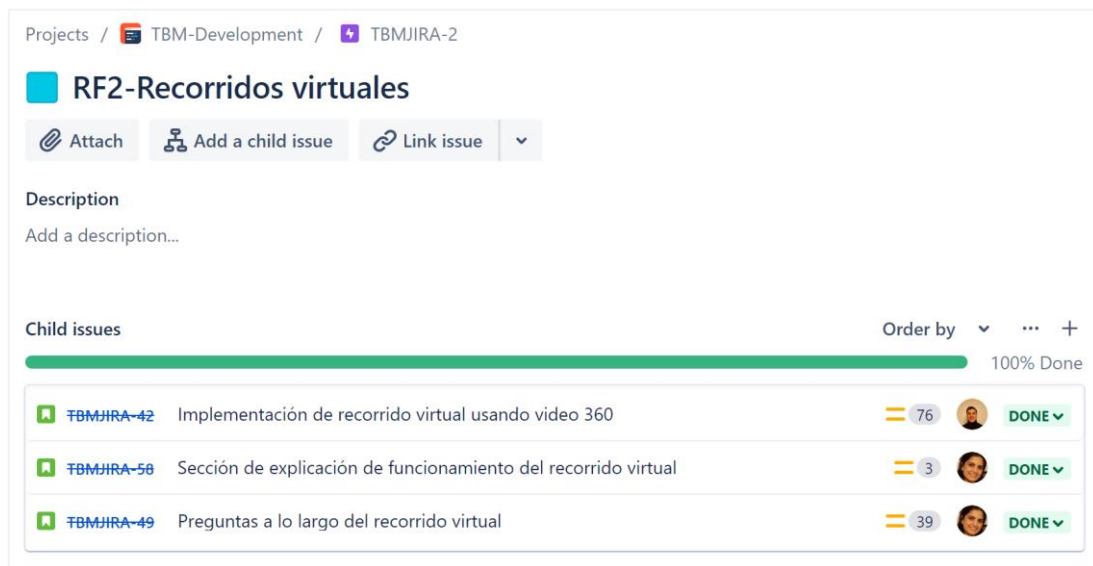 Projects / TBM-Development / TBMJIRA-2
RF2-Recorridos virtuales
Attach Add a child issue Link issue
Description
Add a description...
Child issues Order by
100% Done
TBMJIRA-42 Implementación de recorrido virtual usando video 360 76 DONE
TBMJIRA-58 Sección de explicación de funcionamiento del recorrido virtual 3 DONE
TBMJIRA-49 Preguntas a lo largo del recorrido virtual 39 DONE